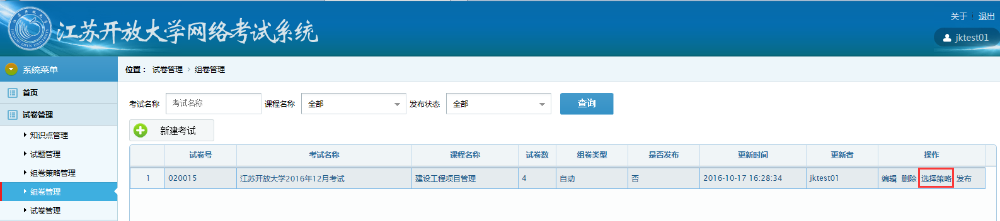 江苏开放大学网络考试系统
关于 退出
jktest01
系统菜单
位置： 试卷管理 > 组卷管理
首页
试卷管理
知识点管理
试题管理
组卷策略管理
组卷管理
试卷管理
考试名称 考试名称 课程名称 全部 发布状态 全部 查询
新建考试
试卷号 考试名称 课程名称 试卷数 组卷类型 是否发布 更新时间 更新者 操作
1 020015 江苏开放大学2016年12月考试 建设工程项目管理 4 自动 否 2016-10-17 16:28:34 jktest01 编辑 删除 选择策略 发布